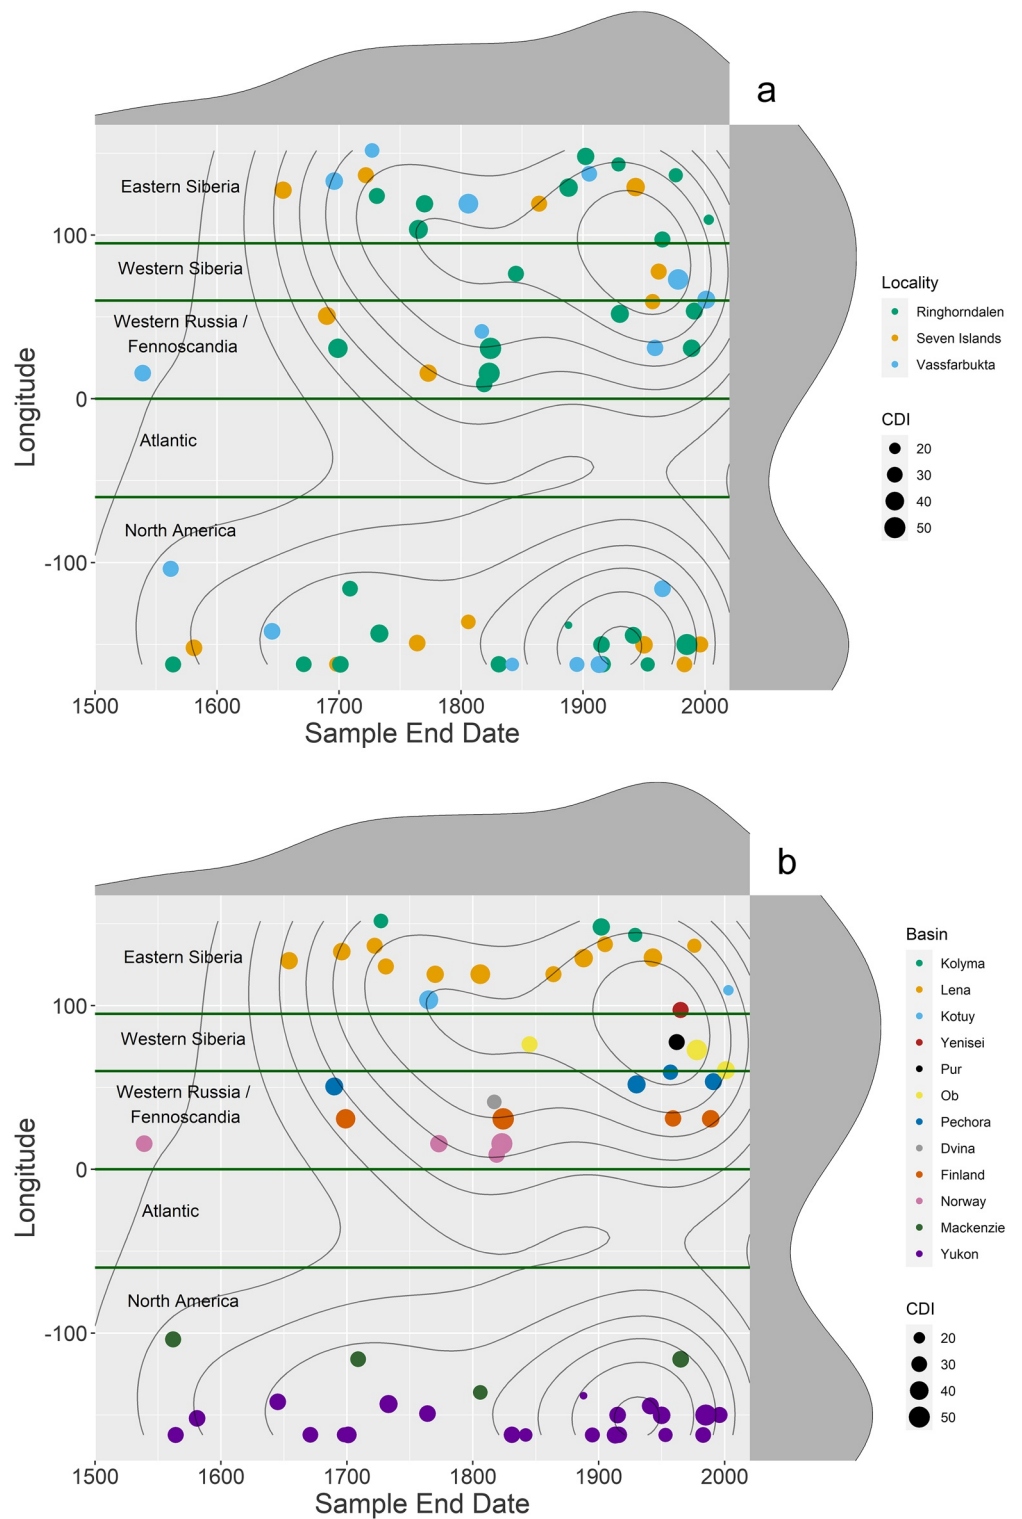 a
Eastern Siberia
100
Western Siberia
Western Russia /
Fennoscandia
0
Atlantic
North America
-100
Longitude
1500 1600 1700 1800 1900 2000
Sample End Date
Locality
Ringhorndalen
Seven Islands
Vassfarbukta
CDI
20
30
40
50
b
Eastern Siberia
100
Western Siberia
Western Russia /
Fennoscandia
0
Atlantic
North America
-100
Longitude
1500 1600 1700 1800 1900 2000
Sample End Date
Basin
Kolyma
Lena
Kotuy
Yenisei
Pur
Ob
Pechora
Dvina
Finland
Norway
Mackenzie
Yukon
CDI
20
30
40
50